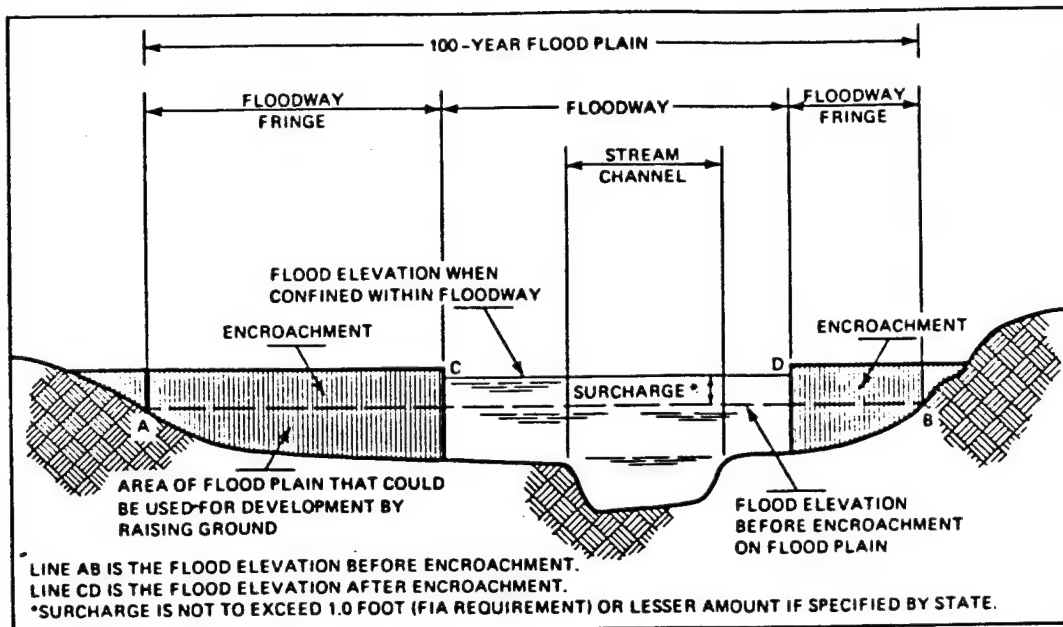 100-YEAR FLOOD PLAIN
FLOODWAY
FRINGE
FLOODWAY
FLOODWAY
FRINGE
STREAM
CHANNEL
FLOOD ELEVATION WHEN
CONFINED WITHIN FLOODWAY
ENCROACHMENT
ENCROACHMENT
C
D
SURCHARGE*
A
B
AREA OF FLOOD PLAIN THAT COULD
BE USED FOR DEVELOPMENT BY
RAISING GROUND
FLOOD ELEVATION
BEFORE ENCROACHMENT
ON FLOOD PLAIN
LINE AB IS THE FLOOD ELEVATION BEFORE ENCROACHMENT.
LINE CD IS THE FLOOD ELEVATION AFTER ENCROACHMENT.
*SURCHARGE IS NOT TO EXCEED 1.0 FOOT (FIA REQUIREMENT) OR LESSER AMOUNT IF SPECIFIED BY STATE.